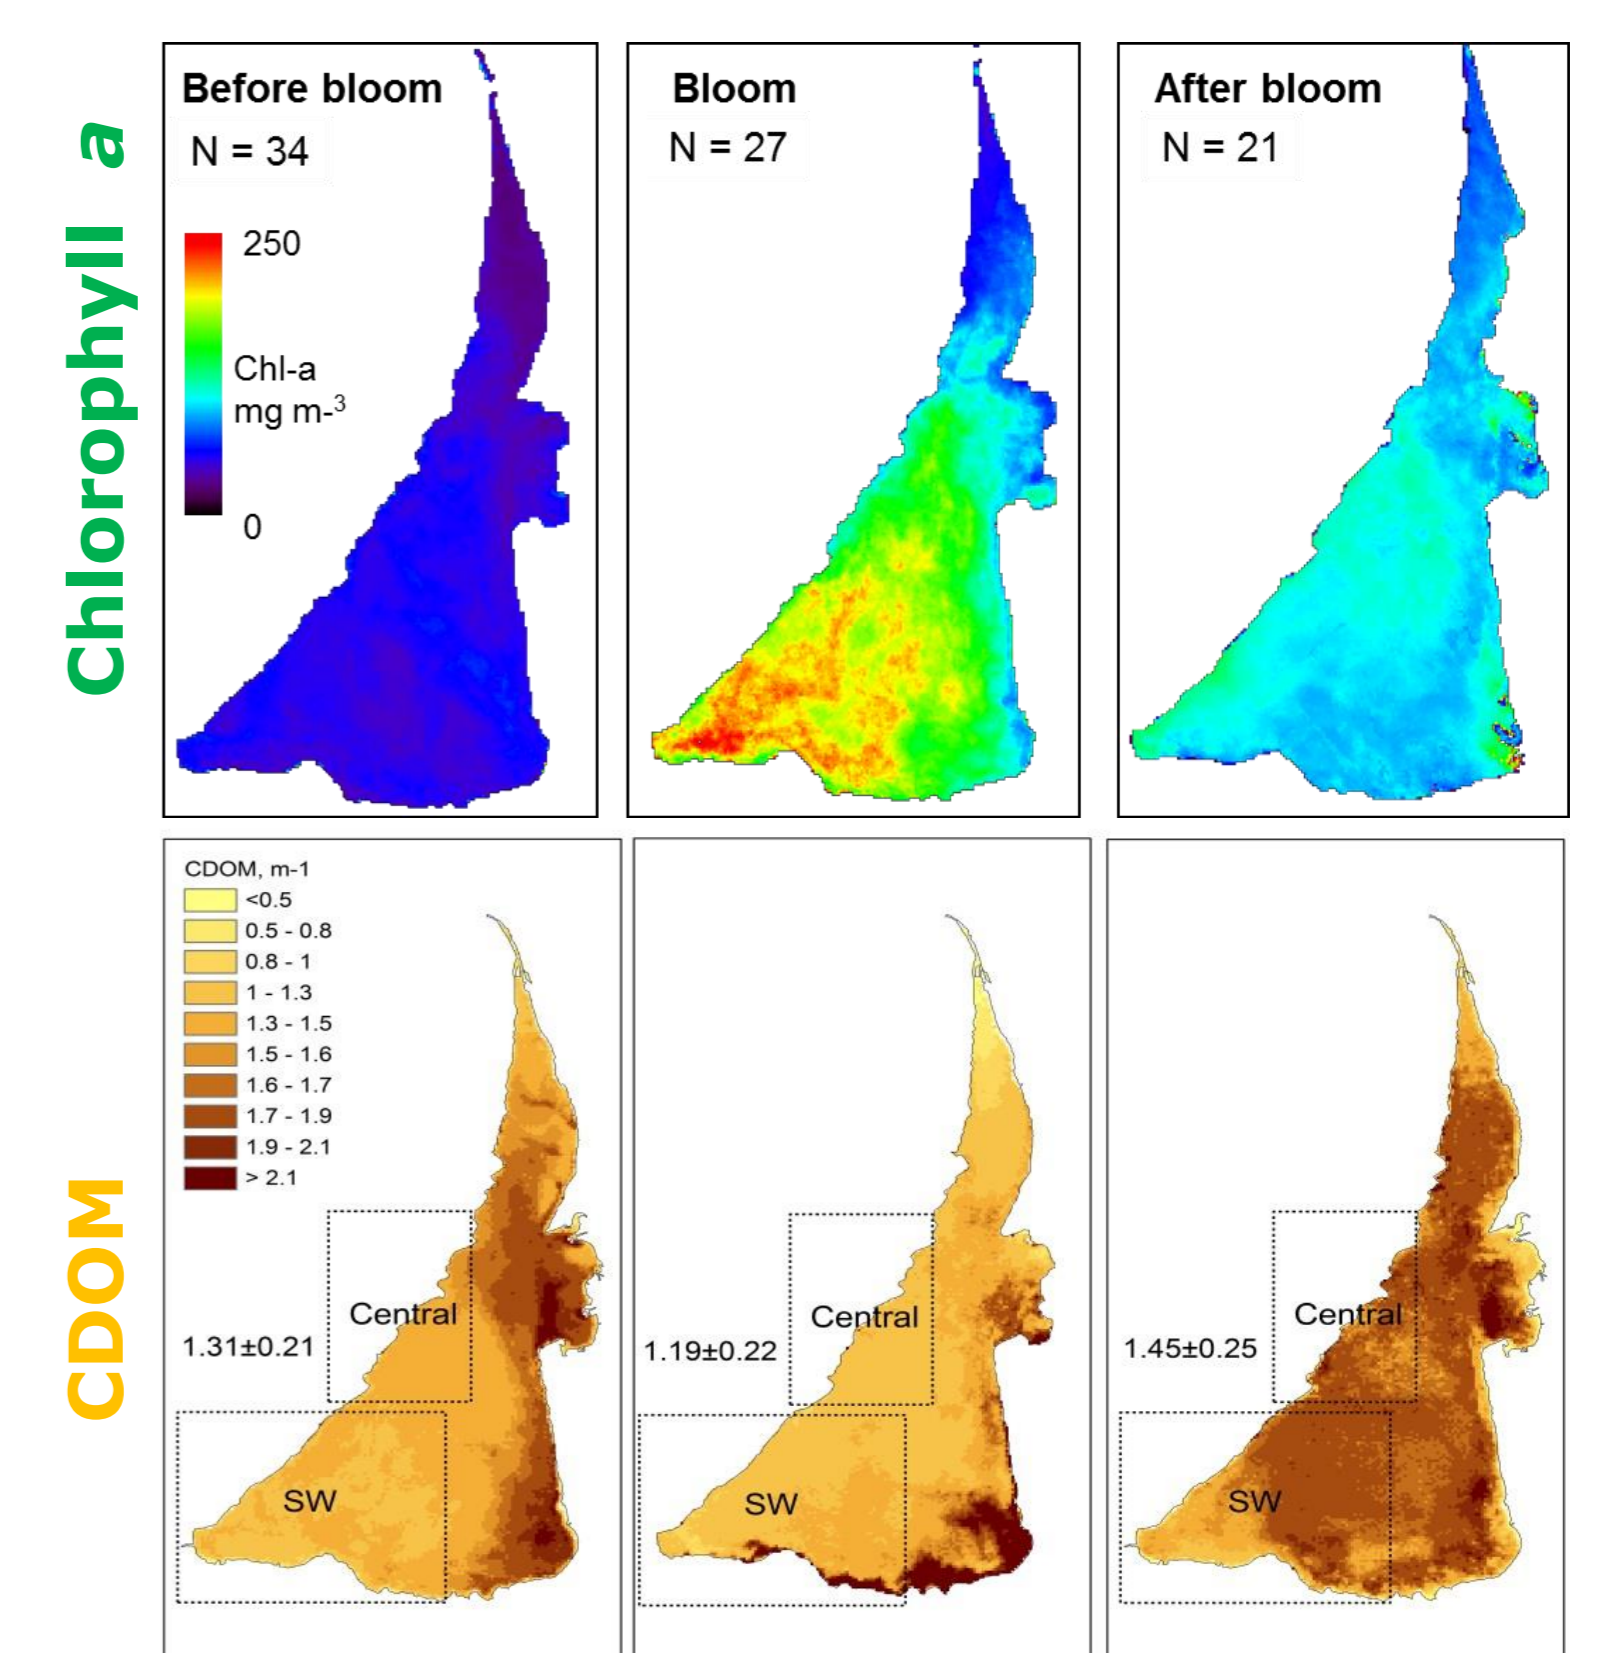 Chlorophyll a
Before bloom
N = 34
250
Chl-a
mg m-3
0
Bloom
N = 27
After bloom
N = 21
CDOM
CDOM, m-1
<0.5
0.5 - 0.8
0.8 - 1
1 - 1.3
1.3 - 1.5
1.5 - 1.6
1.6 - 1.7
1.7 - 1.9
1.9 - 2.1
> 2.1
Central
1.31±0.21
SW
Central
1.19±0.22
SW
Central
1.45±0.25
SW